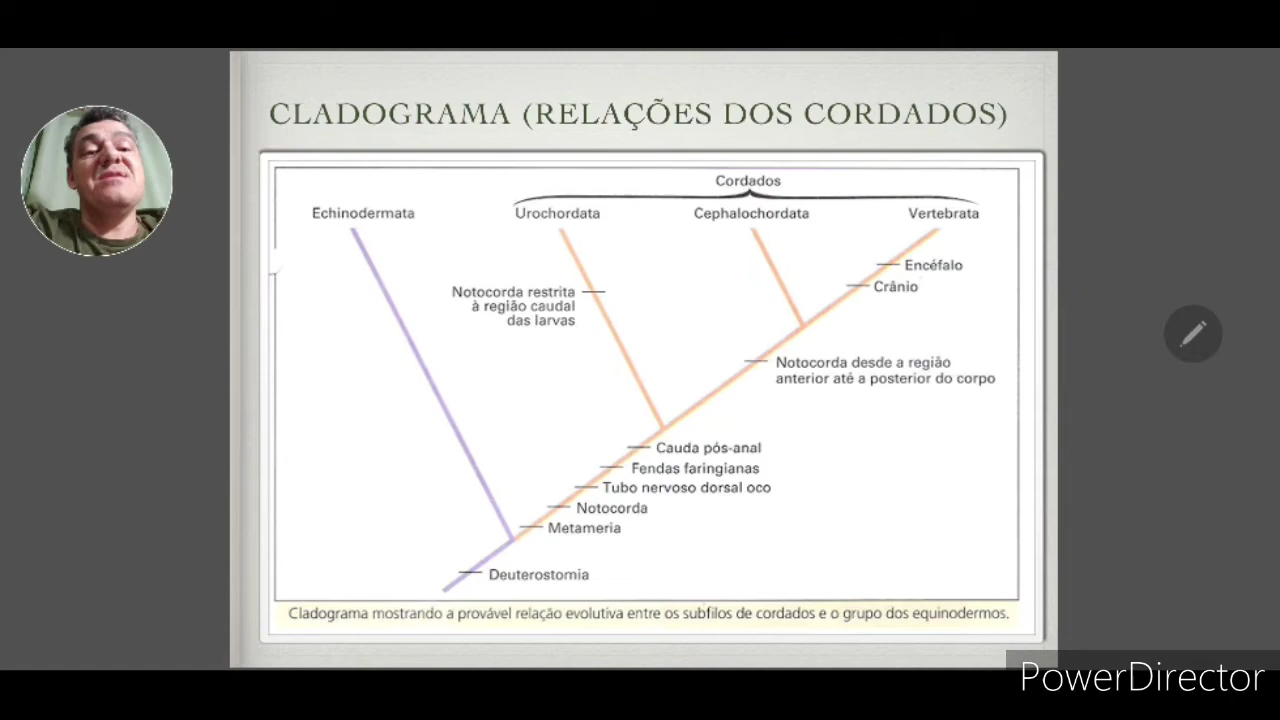 CLADOGRAMA (RELAÇÕES DOS CORDADOS)
Cordados
Echinodermata
Urochordata
Cephalochordata
Vertebrata
Encéfalo
Crânio
Notocorda restrita
à região caudal
das larvas
Notocorda desde a região
anterior até a posterior do corpo
Cauda pós-anal
Fendas faringianas
Tubo nervoso dorsal oco
Notocorda
Metameria
Deuterostomia
Cladograma mostrando a provável relação evolutiva entre os subfilos de cordados e o grupo dos equinodermos.
PowerDirector